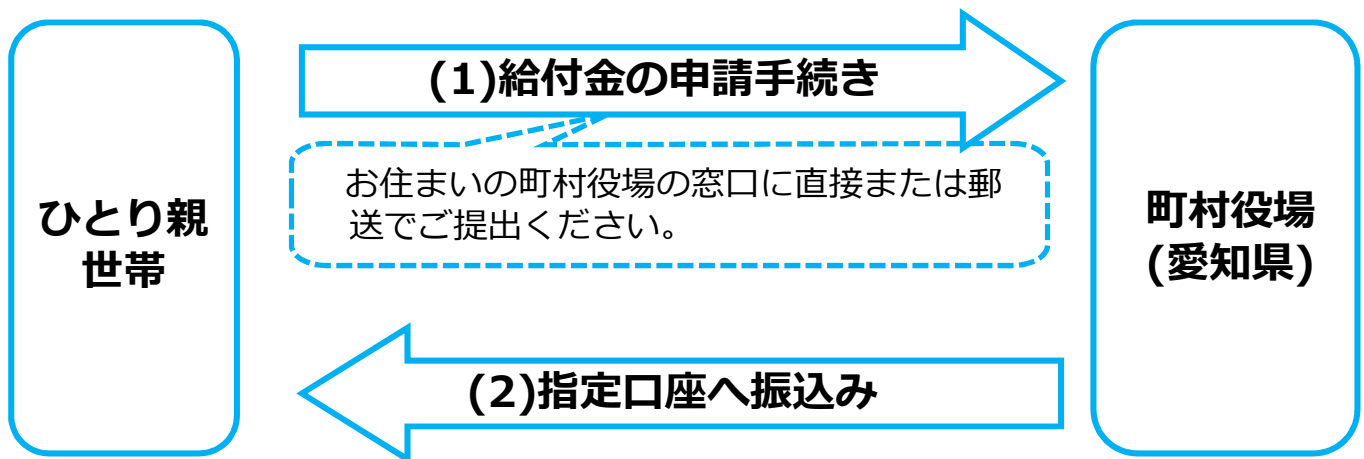 (1)給付金の申請手続き
お住まいの町村役場の窓口に直接または郵
送でご提出ください。
ひとり親
世帯
町村役場
(愛知県)
(2)指定口座へ振込み